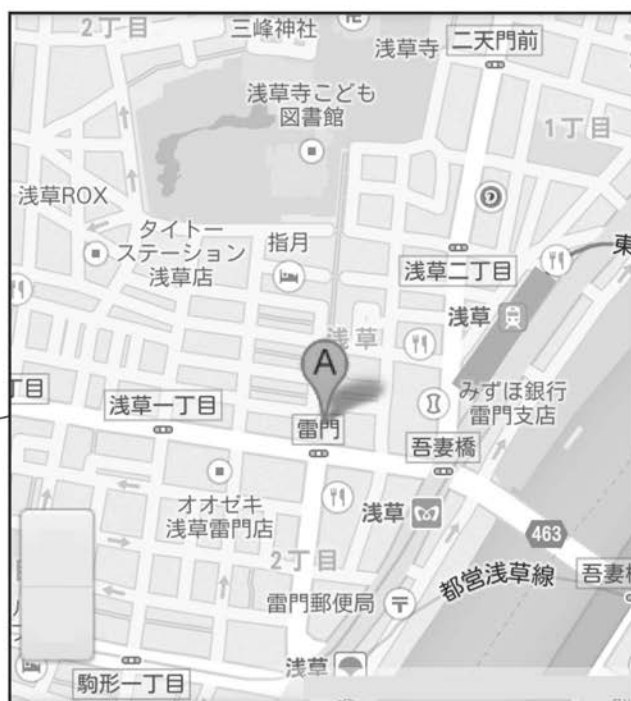 2丁目
三峰神社
浅草寺
二天門前
浅草寺こども
図書館
1丁目
浅草ROX
タイトー
ステーション
浅草店
指月
浅草二丁目
東
浅草
浅草
A
丁目
浅草一丁目
雷門
みずほ銀行
雷門支店
吾妻橋
オオゼキ
浅草雷門店
浅草
463
2丁目
都営浅草線
吾妻橋
雷門郵便局
浅草
駒形一丁目